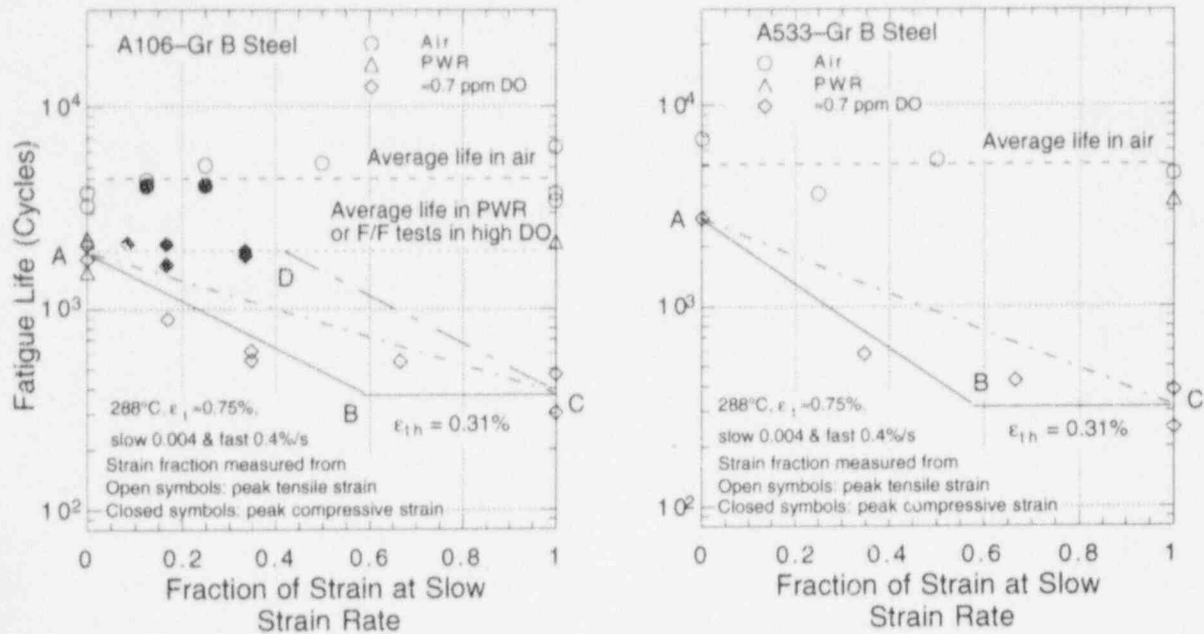 A106–Gr B Steel
Air
PWR
≈0.7 ppm DO
10⁴
Average life in air
Average life in PWR
or F/F tests in high DO
A
D
10³
B
C
288°C, ε t ≈0.75%,
εth = 0.31%
slow 0.004 & fast 0.4%/s
Strain fraction measured from
Open symbols: peak tensile strain
Closed symbols: peak compressive strain
10²
0 0.2 0.4 0.6 0.8 1
Fatigue Life (Cycles)
Fraction of Strain at Slow
Strain Rate
A533–Gr B Steel
Air
PWR
≈0.7 ppm DO
10⁴
Average life in air
A
10³
B
C
288°C, ε t ≈0.75%,
εth = 0.31%
slow 0.004 & fast 0.4%/s
Strain fraction measured from
Open symbols: peak tensile strain
Closed symbols: peak compressive strain
10²
0 0.2 0.4 0.6 0.8 1
Fraction of Strain at Slow
Strain Rate